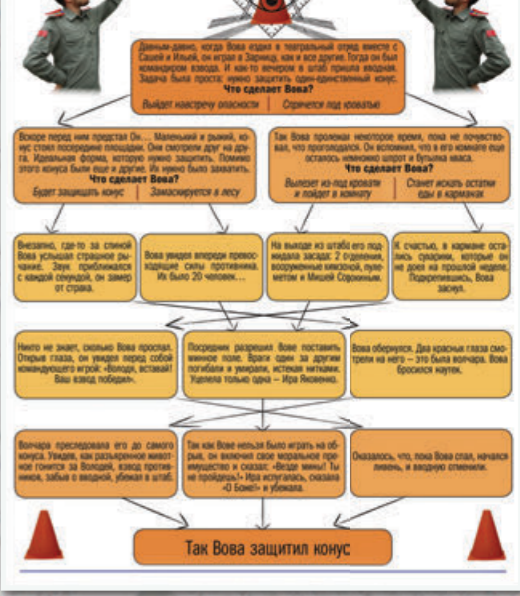 Давным-давно, когда Вова ездил в театральный отряд вместе с
Сашей и Ильей, он играл в Зарницу, как и все другие. Тогда он был
командиром взвода. И как-то вечером в штаб пришла вводная.
Задача была проста: нужно защитить один-единственный конус.
Что сделает Вова?
Выйдет навстречу опасности | Спрячется под кроватью
Вскоре перед ним предстал Он... Маленький и рыжий, ко-
нус стоял посередине площадки. Они смотрели друг на дру-
га. Идеальная форма, которую нужно защитить. Помимо
этого конуса были еще и другие. Их нужно было захватить.
Что сделает Вова?
Будет защищать конус | Замаскируется в лесу
Так Вова пролежал некоторое время, пока не почувство-
вал, что проголодался. Он вспомнил, что в его комнате еще
осталось немножко шпрот и бутылка кваса.
Что сделает Вова?
Вылезет из-под кровати
и пойдет в комнату
Станет искать остатки
еды в карманах
Внезапно, где-то за спиной
Вова услышал страшное ры-
чание. Звук приближался
с каждой секундой, он замер
от страха.
Вова увидел впереди превос-
ходящие силы противника.
Их было 20 человек...
На выходе из штаба его под-
жидала засада: 2 отделения,
вооруженные кивзоной, пуле-
метом и Мишей Сорокиным.
К счастью, в кармане оста-
лись сухарики, которые он
не доел на прошлой неделе.
Подкрепившись, Вова
заснул.
Никто не знает, сколько Вова проспал.
Открыв глаза, он увидел перед собой
командующего игрой: «Володя, вставай!
Ваш взвод победил».
Посредник разрешил Вове поставить
минное поле. Враги один за другим
погибали и умирали, истекая нитками.
Уцелела только одна – Ира Яковенко.
Вова обернулся. Два красных глаза смо-
трели на него – это была волчара. Вова
бросился наутек.
Волчара преследовала его до самого
конуса. Увидев, как разъяренное живот-
ное гонится за Володей, взвод против-
ников, забыв о вводной, убежал в штаб.
Так как Вове нельзя было играть на об-
рыв, он включил свое моральное пре-
имущество и сказал: «Везде мины! Ты
не пройдешь!» Ира испугалась, сказала
«О Боже!» и убежала.
Оказалось, что, пока Вова спал, начался
ливень, и вводную отменили.
Так Вова защитил конус